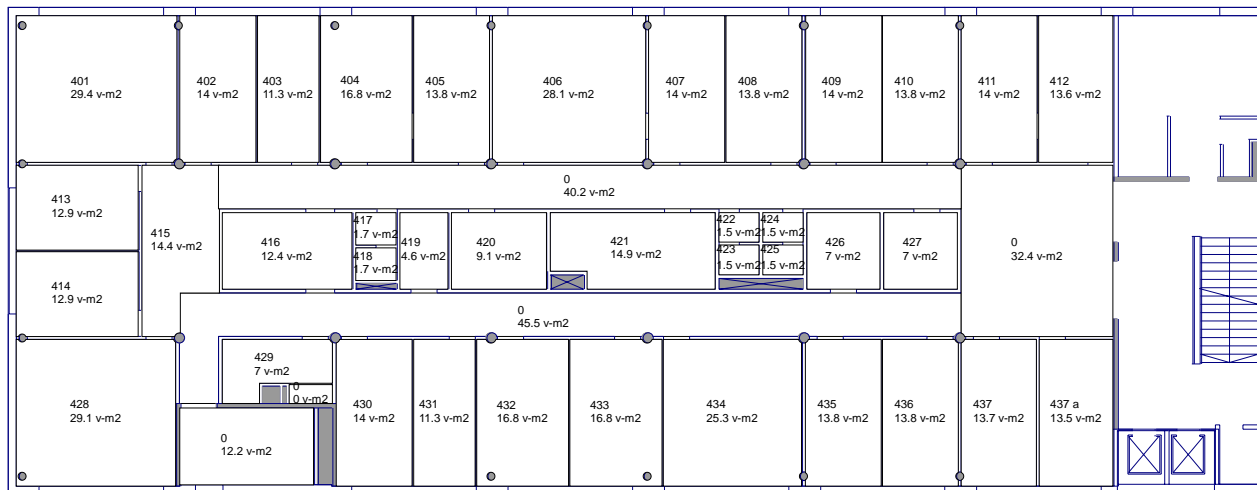 401
29.4 v-m2
402
14 v-m2
403
11.3 v-m2
404
16.8 v-m2
405
13.8 v-m2
406
28.1 v-m2
407
14 v-m2
408
13.8 v-m2
409
14 v-m2
410
13.8 v-m2
411
14 v-m2
412
13.6 v-m2
0
40.2 v-m2
413
12.9 v-m2
415
14.4 v-m2
416
12.4 v-m2
417
1.7 v-m2
418
1.7 v-m2
419
4.6 v-m2
420
9.1 v-m2
421
14.9 v-m2
422
1.5 v-m2
424
1.5 v-m2
423
1.5 v-m2
425
1.5 v-m2
426
7 v-m2
427
7 v-m2
0
32.4 v-m2
414
12.9 v-m2
0
45.5 v-m2
428
29.1 v-m2
429
7 v-m2
0
0 v-m2
0
12.2 v-m2
430
14 v-m2
431
11.3 v-m2
432
16.8 v-m2
433
16.8 v-m2
434
25.3 v-m2
435
13.8 v-m2
436
13.8 v-m2
437
13.7 v-m2
437 a
13.5 v-m2